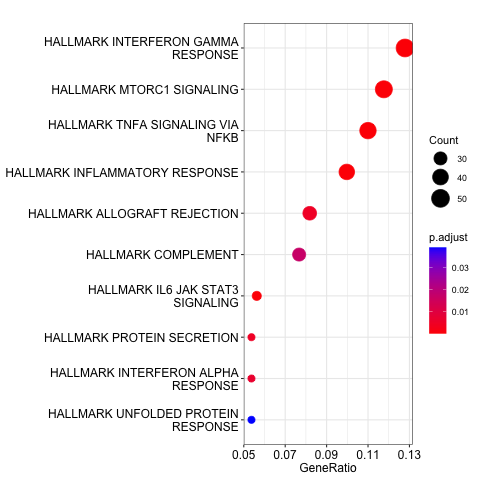 HALLMARK INTERFERON GAMMA
RESPONSE
HALLMARK MTORC1 SIGNALING
HALLMARK TNFA SIGNALING VIA
NFKB
HALLMARK INFLAMMATORY RESPONSE
HALLMARK ALLOGRAFT REJECTION
HALLMARK COMPLEMENT
HALLMARK IL6 JAK STAT3
SIGNALING
HALLMARK PROTEIN SECRETION
HALLMARK INTERFERON ALPHA
RESPONSE
HALLMARK UNFOLDED PROTEIN
RESPONSE
0.05 0.07 0.09 0.11 0.13
GeneRatio
Count
30
40
50
p.adjust
0.03
0.02
0.01